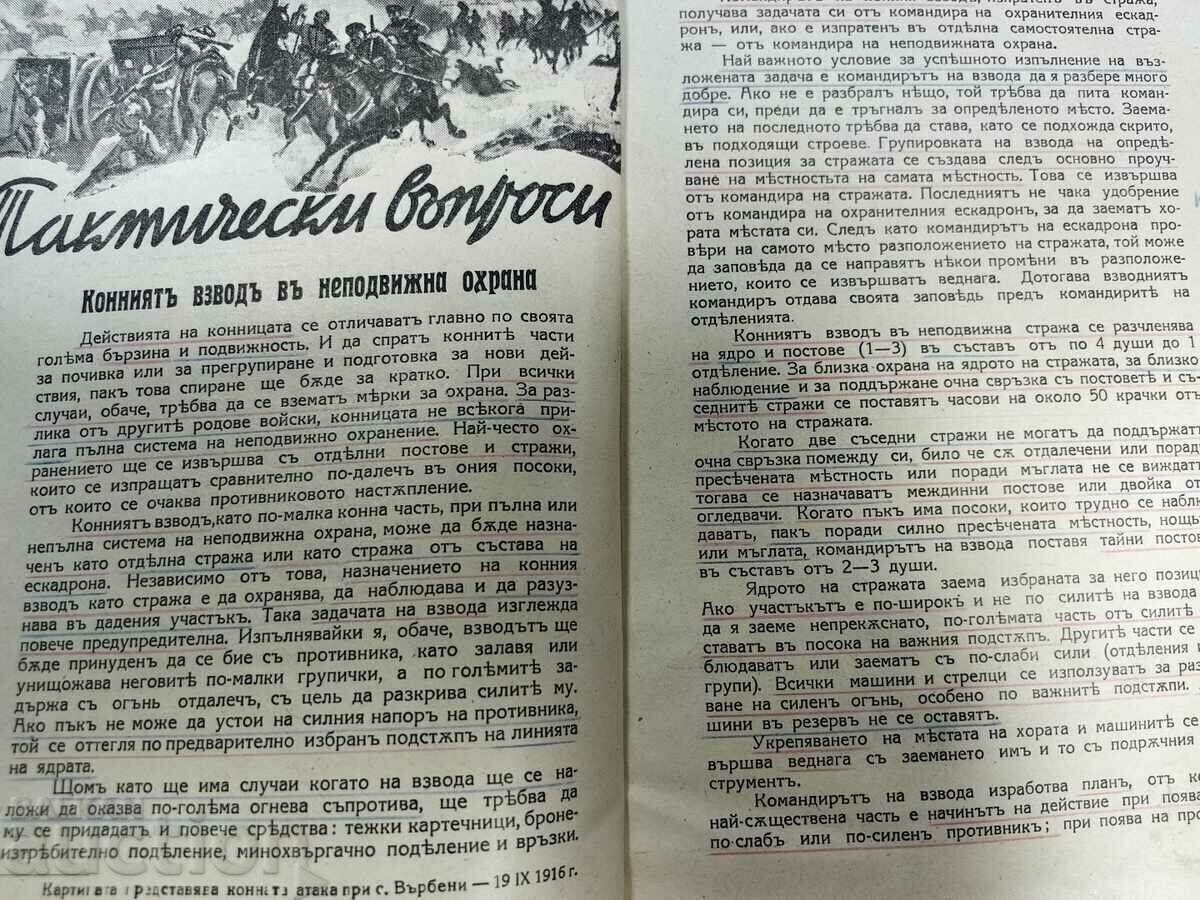 Тактически въпроси
Конниятъ взводъ въ неподвижна охрана
Действията на конницата се отличаватъ главно по своята
голѣма бързина и подвижность. И да спратъ коннитѣ части
за почивка или за прегрупиране и подготовка за нови дей-
ствия, пакъ това спиране ще бѫде за кратко. При всички
случаи, обаче, трѣбва да се взематъ мѣрки за охрана. За раз-
лика отъ другитѣ родове войски, конницата не всѣкога при-
лага пълна система на неподвижно охранение. Най-често ох-
ранението ще се извършва съ отдѣлни постове и стражи,
които се изпращатъ сравнително по-далечъ въ ония посоки,
отъ които се очаква противниковото настѫпление.
Конниятъ взводъ, като по-малка конна часть, при пълна или
непълна система на неподвижна охрана, може да бѫде назна-
ченъ като отдѣлна стража или като стража отъ състава на
ескадрона. Независимо отъ това, назначението на конния
взводъ като стража е да охранява, да наблюдава и да разуз-
нава въ дадения участъкъ. Така задачата на взвода изглежда
повече предупредителна. Изпълнявайки я, обаче, взводътъ ще
бѫде принуденъ да се бие съ противника, като залавя или
унищожава неговитѣ по-малки групички, а по голѣмитѣ за-
държа съ огънь отдалечъ, съ цель да разкрива силитѣ му.
Ако пъкъ не може да устои на силния напоръ на противника,
той се оттегля по предварително избранъ подстѫпъ на линията
на ядрата.
Щомъ като ще има случаи когато на взвода ще се на-
ложи да оказва по-голѣма огнева съпротива, ще трѣбва да
му се придадатъ и повече срѣдства: тежки картечници, броне-
изтрѣбително подѣление, минохвъргачно подѣление и връзки.
Картината представява конната атака при с. Върбени — 19 IX 1916 г.
получава задачата си отъ командира на охранителния ескад-
ронъ, или, ако е изпратенъ въ отдѣлна самостоятелна стра-
жа — отъ командира на неподвижната охрана.
Най важното условие за успешното изпълнение на въз-
ложената задача е командирътъ на взвода да я разбере много
добре. Ако не е разбралъ нѣщо, той трѣбва да пита коман-
дира си, преди да е тръгналъ за опредѣленото мѣсто. Заема-
нето на последното трѣбва да става, като се подхожда скрито,
въ подходящи строеве. Групировката на взвода на опредѣ-
лена позиция за стражата се създава следъ основно проуч-
ване на мѣстностьта на самата мѣстность. Това се извършва
отъ командира на стражата. Последниятъ не чака удобрение
отъ командира на охранителния ескадронъ, за да заематъ хо-
рата мѣстата си. Следъ като командирътъ на ескадрона про-
вѣри на самото мѣсто разположението на стражата, той може
да заповѣда да се направятъ нѣкои промѣни въ разположе-
нието, които се извършватъ веднага. Дотогава взводниятъ
командиръ отдава своята заповѣдь предъ командиритѣ на
отдѣленията.
Конниятъ взводъ въ неподвижна стража се разчленява
на ядро и постове (1—3) въ съставъ отъ по 4 души до 1
отдѣление. За близка охрана на ядрото на стражата, за близко
наблюдение и за поддържане очна свръзка съ постоветѣ и съ-
седнитѣ стражи се поставятъ часови на около 50 крачки отъ
мѣстото на стражата.
Когато две съседни стражи не могатъ да поддържатъ
очна свръзка помежду си, било че сѫ отдалечени или поради
пресѣчената мѣстность или поради мъглата не се виждатъ
тогава се назначаватъ междинни постове или двойка от
огледвачи. Когато пъкъ има посоки, които трудно се наблю
даватъ, пакъ поради силно пресѣчената мѣстность, нощь
или мъглата, командирътъ на взвода поставя тайни постов
въ съставъ отъ 2—3 души.
Ядрото на стражата заема избраната за него позиц
Ако участъкътъ е по-широкъ и не по силитѣ на взвода
да я заеме непрекѫснато, по-голѣмата часть отъ силитѣ
ставатъ въ посока на важния подстѫпъ. Другитѣ части се
блюдаватъ или заематъ съ по-слаби сили (отдѣления и
групи). Всички машини и стрелци се използуватъ за раз
ване на силенъ огънь, особено по важнитѣ подстѫпи.
шини въ резервъ не се оставятъ.
Укрепяването на мѣстата на хората и машинитѣ се
вършва веднага съ заемането имъ и то съ подрѫчния
струментъ.
Командирътъ на взвода изработва планъ, отъ ко
най-сѫществена часть е начинътъ на действие при поява
по-слабъ или по-силенъ противникъ; при поява на про